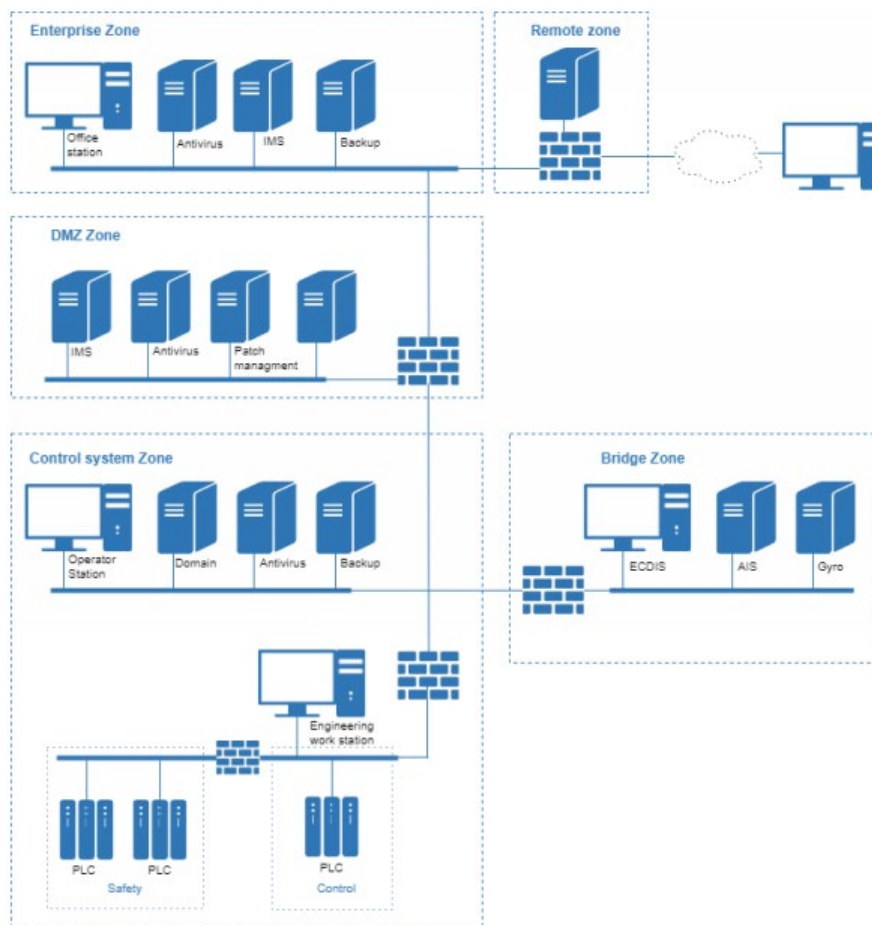 Enterprise Zone
Remote zone
Office
station
Antivirus
IMS
Backup
DMZ Zone
IMS
Antivirus
Patch
managment
Control system Zone
Bridge Zone
Operator
Station
Domain
Antivirus
Backup
ECDIS
AIS
Gyro
Engineering
work station
PLC
PLC
PLC
Safety
Control